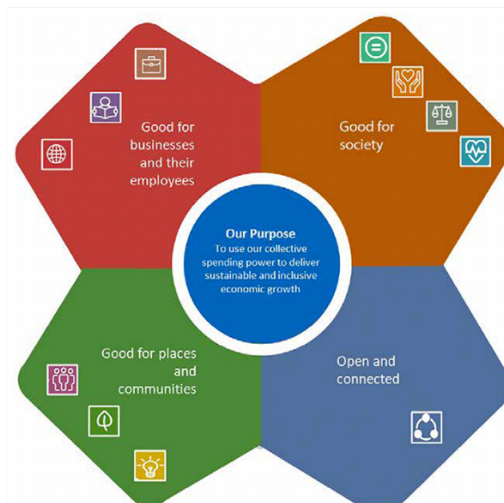 Good for
businesses
and their
employees
Good for
society
Our Purpose
To use our collective
spending power to deliver
sustainable and inclusive
economic growth
Good for places
and
communities
Open and
connected